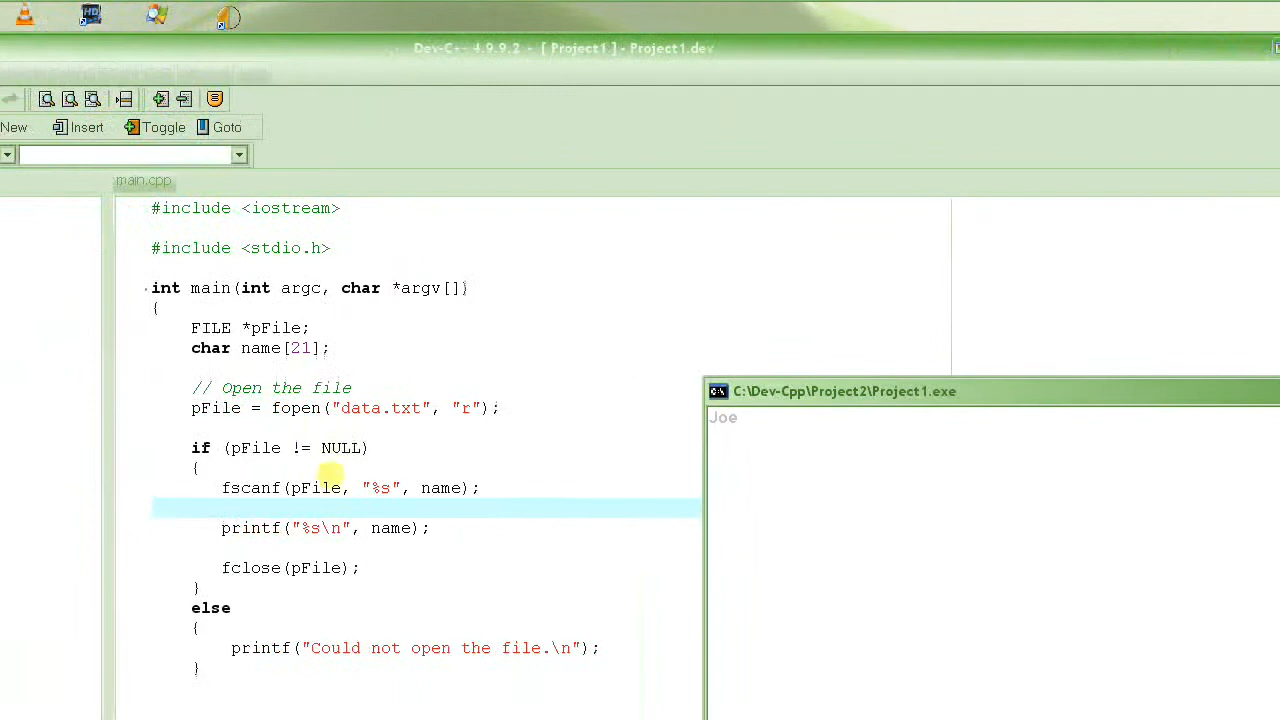 HD
Dev-C++ 4.9.9.2 - [ Project1 ] - Project1.dev
New Insert Toggle Goto
main.cpp
#include <iostream>
#include <stdio.h>
int main(int argc, char *argv[])
{
FILE *pFile;
char name[21];
// Open the file
pFile = fopen("data.txt", "r");
if (pFile != NULL)
{
fscanf(pFile, "%s", name);
printf("%s\n", name);
fclose(pFile);
}
else
{
printf("Could not open the file.\n");
}
C:\Dev-Cpp\Project2\Project1.exe
Joe